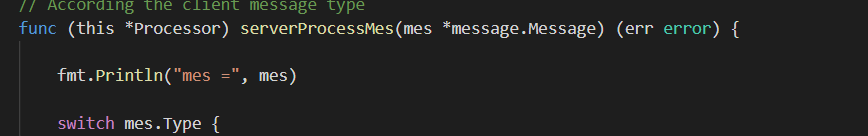 // According the client message type
func (this *Processor) serverProcessMes(mes *message.Message) (err error) {
fmt.Println("mes =", mes)
switch mes.Type {